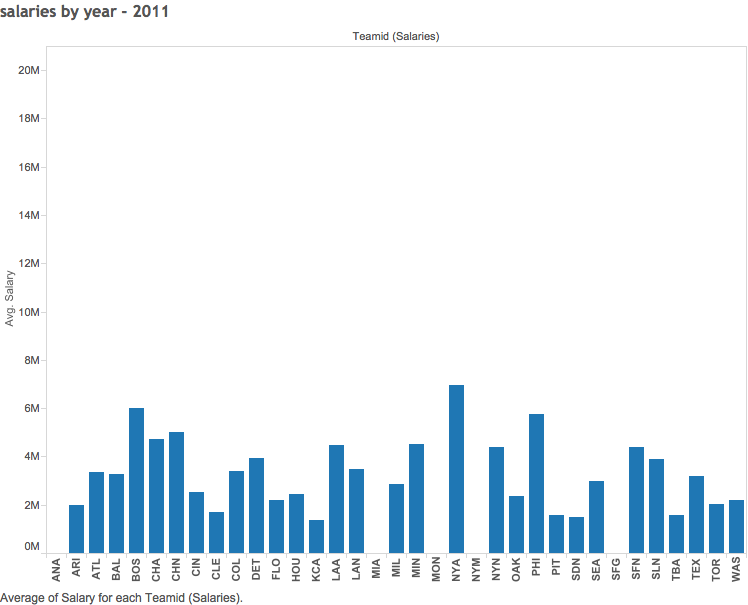 salaries by year - 2011
Teamid (Salaries)
Avg. Salary
20M
18M
16M
14M
12M
10M
8M
6M
4M
2M
0M
ANA ARI ATL BAL BOS CHA CHN CIN CLE COL DET FLO HOU KCA LAA LAN MIA MIL MIN MON NYA NYM NYN OAK PHI PIT SDN SEA SFG SFN SLN TBA TEX TOR WAS
Average of Salary for each Teamid (Salaries).